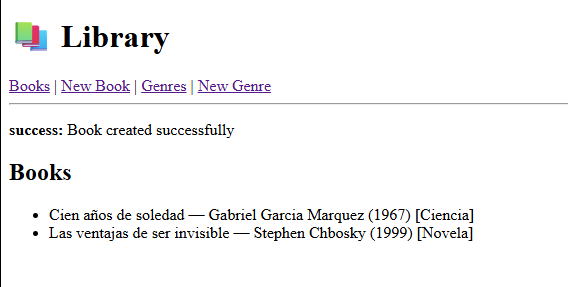 Library
Books | New Book | Genres | New Genre
success: Book created successfully
Books
• Cien años de soledad — Gabriel Garcia Marquez (1967) [Ciencia]
• Las ventajas de ser invisible — Stephen Chbosky (1999) [Novela]